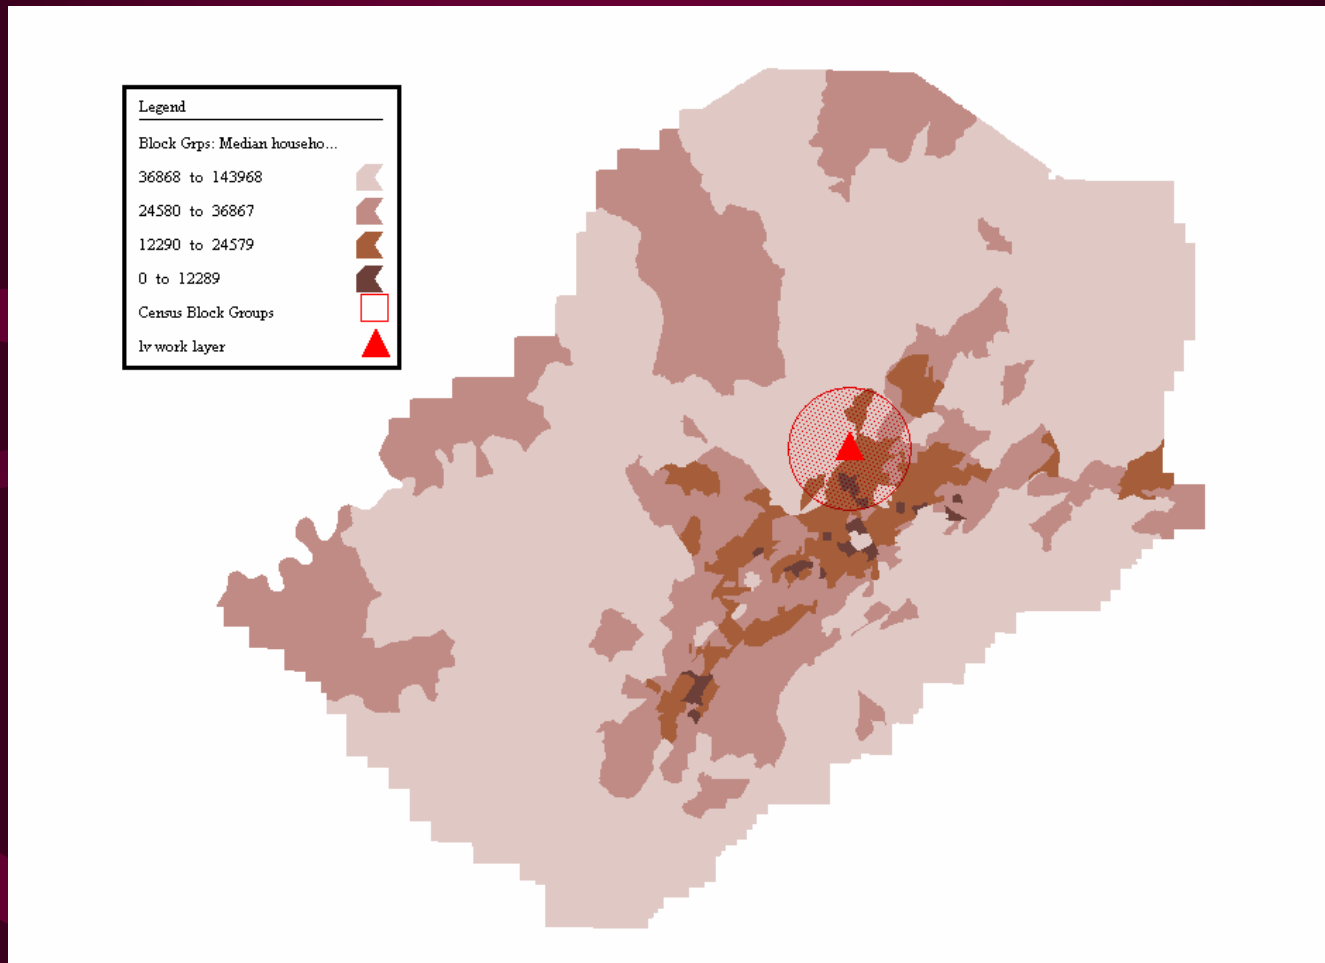 Legend
Block Grps: Median househo...
36868 to 143968
24580 to 36867
12290 to 24579
0 to 12289
Census Block Groups
lv work layer